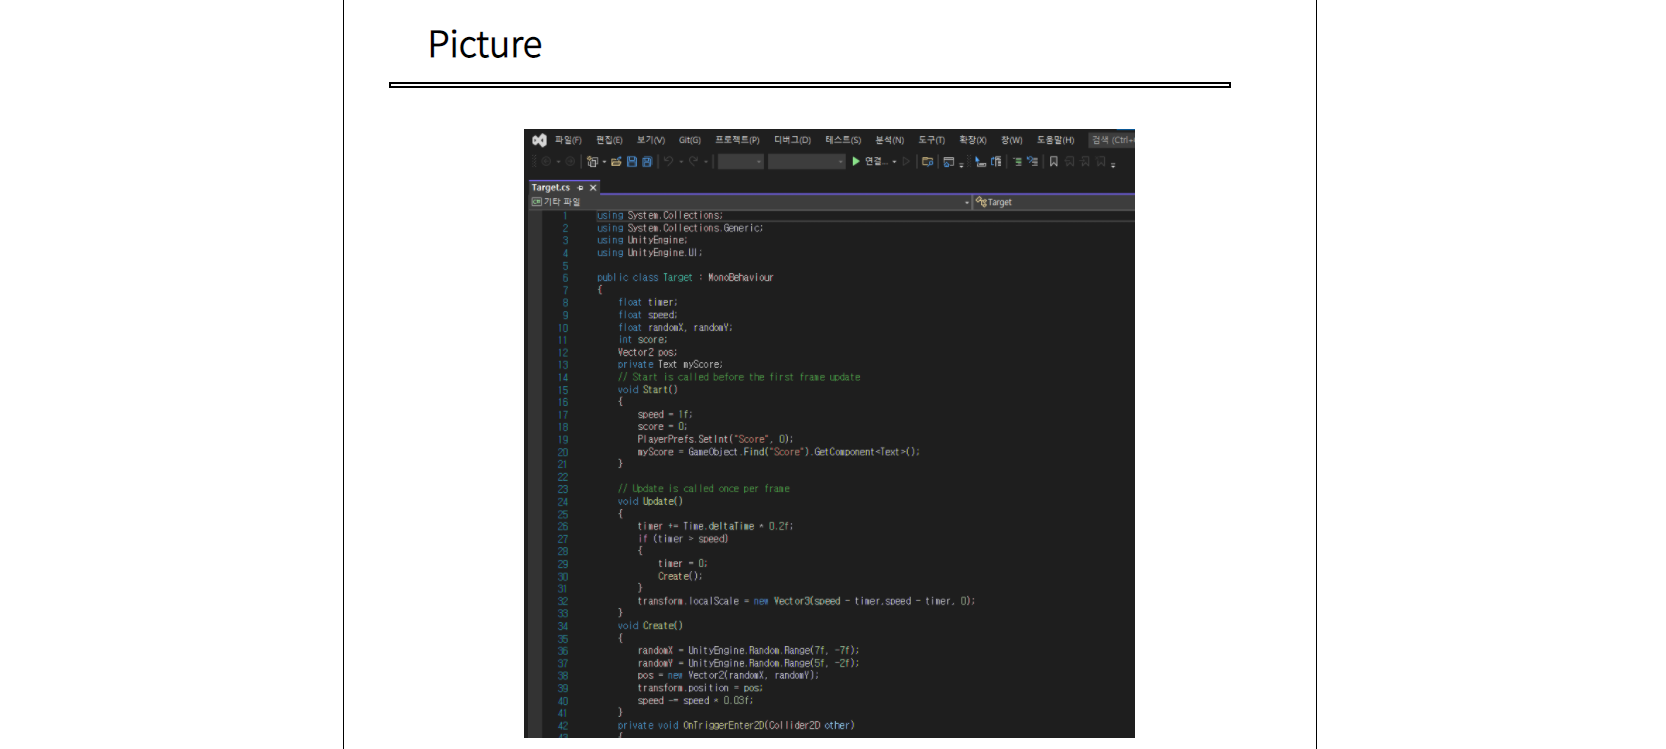 Picture
파일(F) 편집(E) 보기(V) Git(G) 프로젝트(P) 디버그(D) 테스트(S) 분석(N) 도구(T) 확장(X) 창(W) 도움말(H) 검색 (Ctrl+
연결...
Target.cs
기타 파일 Target
1 using System.Collections;
2 using System.Collections.Generic;
3 using UnityEngine;
4 using UnityEngine.UI;
5
6 public class Target : MonoBehaviour
7 {
8 float timer;
9 float speed;
10 float randomX, randomY;
11 int score;
12 Vector2 pos;
13 private Text myScore;
14 // Start is called before the first frame update
15 void Start()
16 {
17 speed = 1f;
18 score = 0;
19 PlayerPrefs.SetInt("Score", 0);
20 myScore = GameObject.Find("Score").GetComponent<Text>();
21 }
22
23 // Update is called once per frame
24 void Update()
25 {
26 timer += Time.deltaTime * 0.2f;
27 if (timer > speed)
28 {
29 timer = 0;
30 Create();
31 }
32 transform.localScale = new Vector3(speed - timer,speed - timer, 0);
33 }
34 void Create()
35 {
36 randomX = UnityEngine.Random.Range(7f, -7f);
37 randomY = UnityEngine.Random.Range(5f, -2f);
38 pos = new Vector2(randomX, randomY);
39 transform.position = pos;
40 speed -= speed * 0.03f;
41 }
42 private void OnTriggerEnter2D(Collider2D other)
43 {